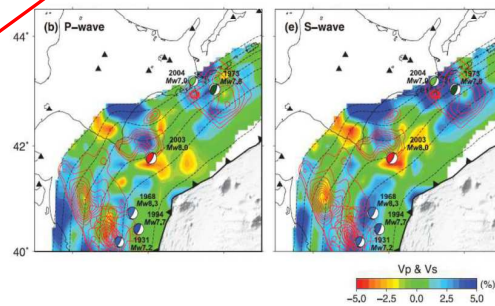 (b) P-wave
(e) S-wave
44°
42°
40°
2004
Mw7.0
1973
Mw7.8
2003
Mw8.0
1968
Mw8.3
1994
Mw7.7
1931
Mw7.2
2004
Mw7.0
1973
Mw7.8
2003
Mw8.0
1968
Mw8.3
1994
Mw7.7
1931
Mw7.2
Vp & Vs
(%)
−5.0 −2.5 0.0 2.5 5.0